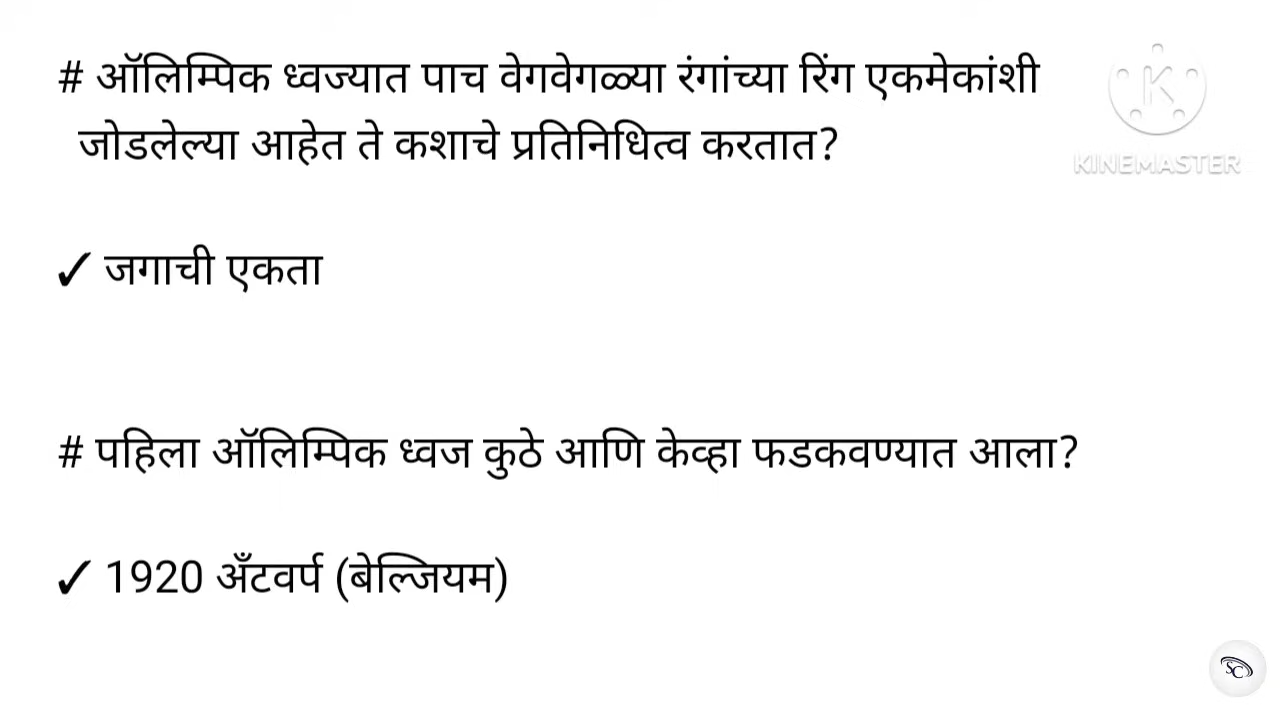 # ऑलिम्पिक ध्वज्यात पाच वेगवेगळ्या रंगांच्या रिंग एकमेकांशी
जोडलेल्या आहेत ते कशाचे प्रतिनिधित्व करतात?
K
KINEMASTER
✓ जगाची एकता
# पहिला ऑलिम्पिक ध्वज कुठे आणि केव्हा फडकवण्यात आला?
✓ 1920 अँटवर्प (बेल्जियम)
SC